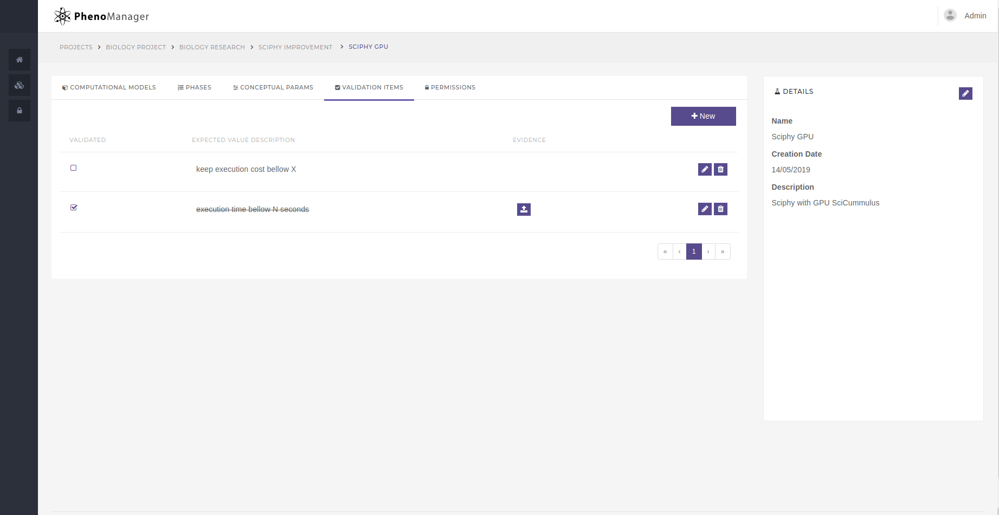 PhenoManager
Admin
PROJECTS > BIOLOGY PROJECT > BIOLOGY RESEARCH > SCIPHY IMPROVEMENT > SCIPHY GPU
COMPUTATIONAL MODELS PHASES CONCEPTUAL PARAMS VALIDATION ITEMS PERMISSIONS
+ New
VALIDATED EXPECTED VALUE DESCRIPTION EVIDENCE
keep execution cost bellow X
execution time bellow N seconds
« ‹ 1 › »
DETAILS
Name
Sciphy GPU
Creation Date
14/05/2019
Description
Sciphy with GPU SciCummulus